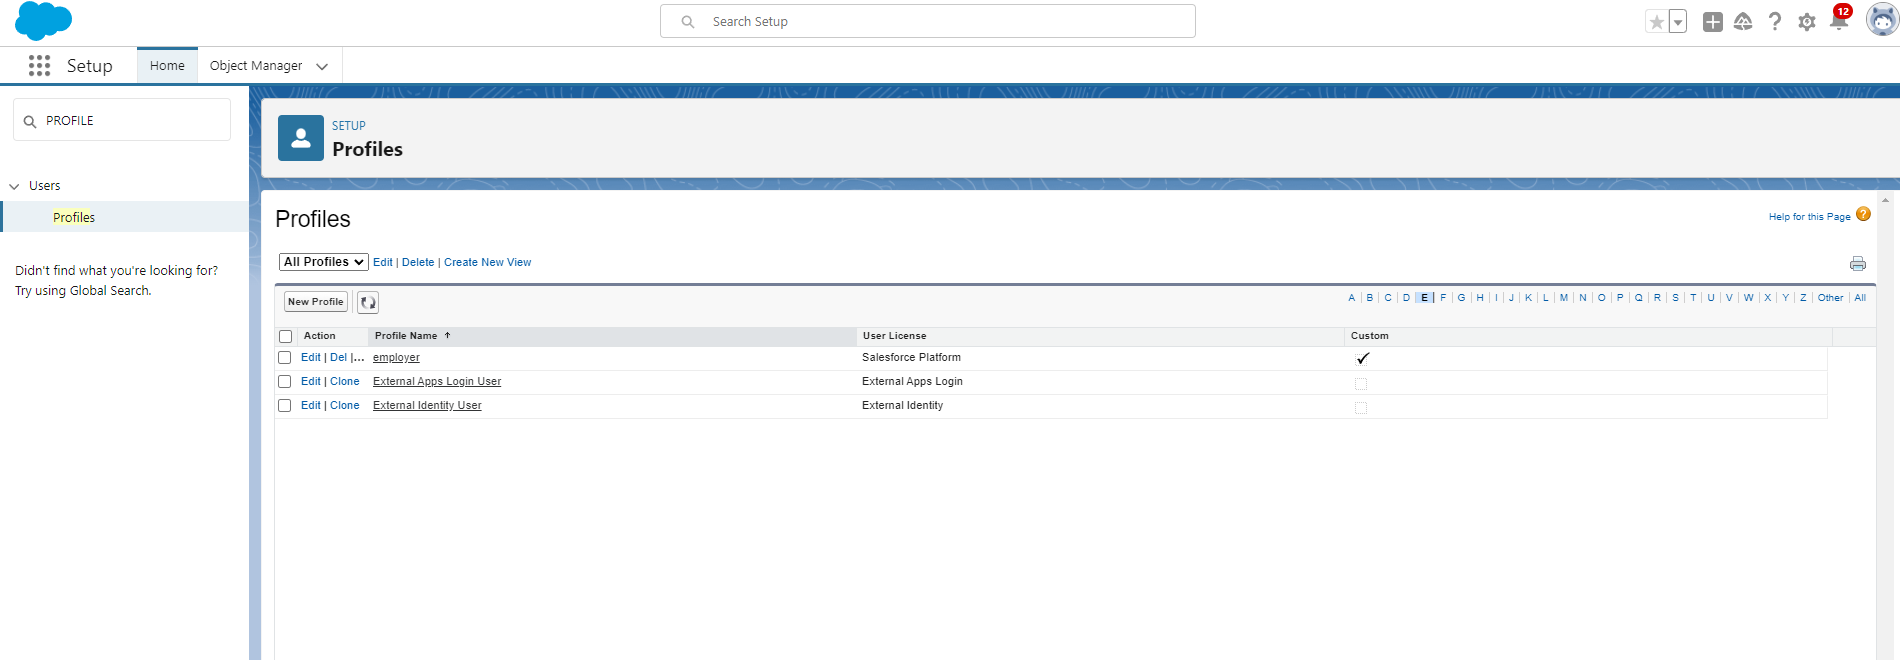 Search Setup
12
Setup
Home
Object Manager
PROFILE
Users
Profiles
Didn't find what you're looking for?
Try using Global Search.
SETUP
Profiles
Profiles
Help for this Page ?
All Profiles Edit | Delete | Create New View
New Profile
A | B | C | D | E | F | G | H | I | J | K | L | M | N | O | P | Q | R | S | T | U | V | W | X | Y | Z | Other | All
Action Profile Name ↑ User License Custom
Edit | Del |... employer Salesforce Platform ✓
Edit | Clone External Apps Login User External Apps Login
Edit | Clone External Identity User External Identity